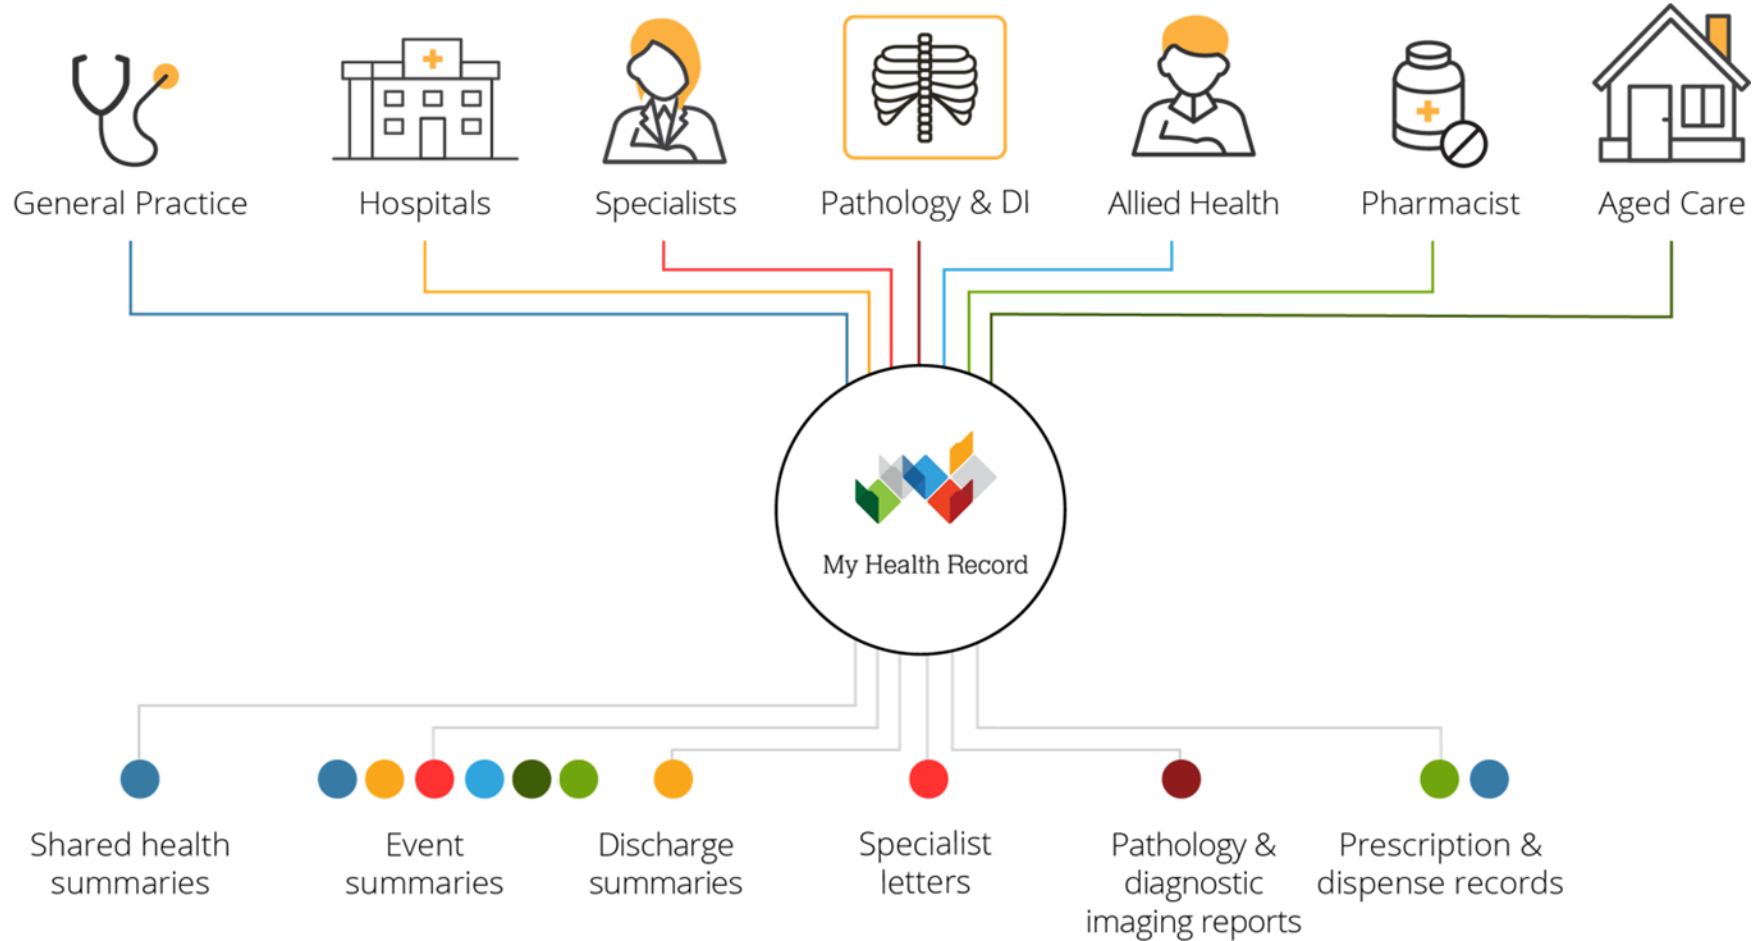 General Practice
Hospitals
Specialists
Pathology & DI
Allied Health
Pharmacist
Aged Care
My Health Record
Shared health
summaries
Event
summaries
Discharge
summaries
Specialist
letters
Pathology &
diagnostic
imaging reports
Prescription &
dispense records